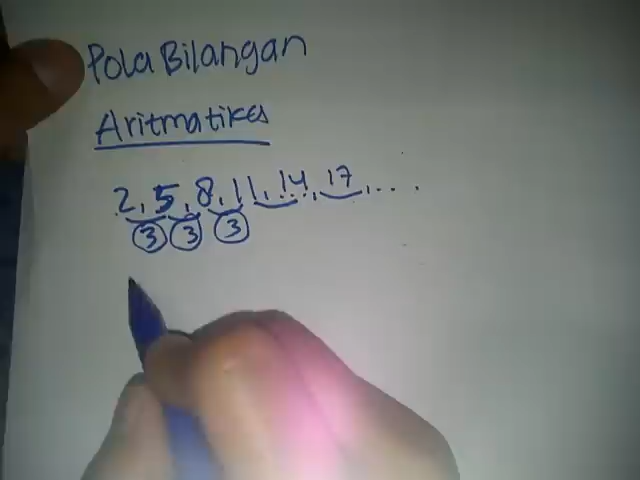 Pola Bilangan
Aritmatika
2, 5, 8, 11, 14, 17, ...
3 3 3